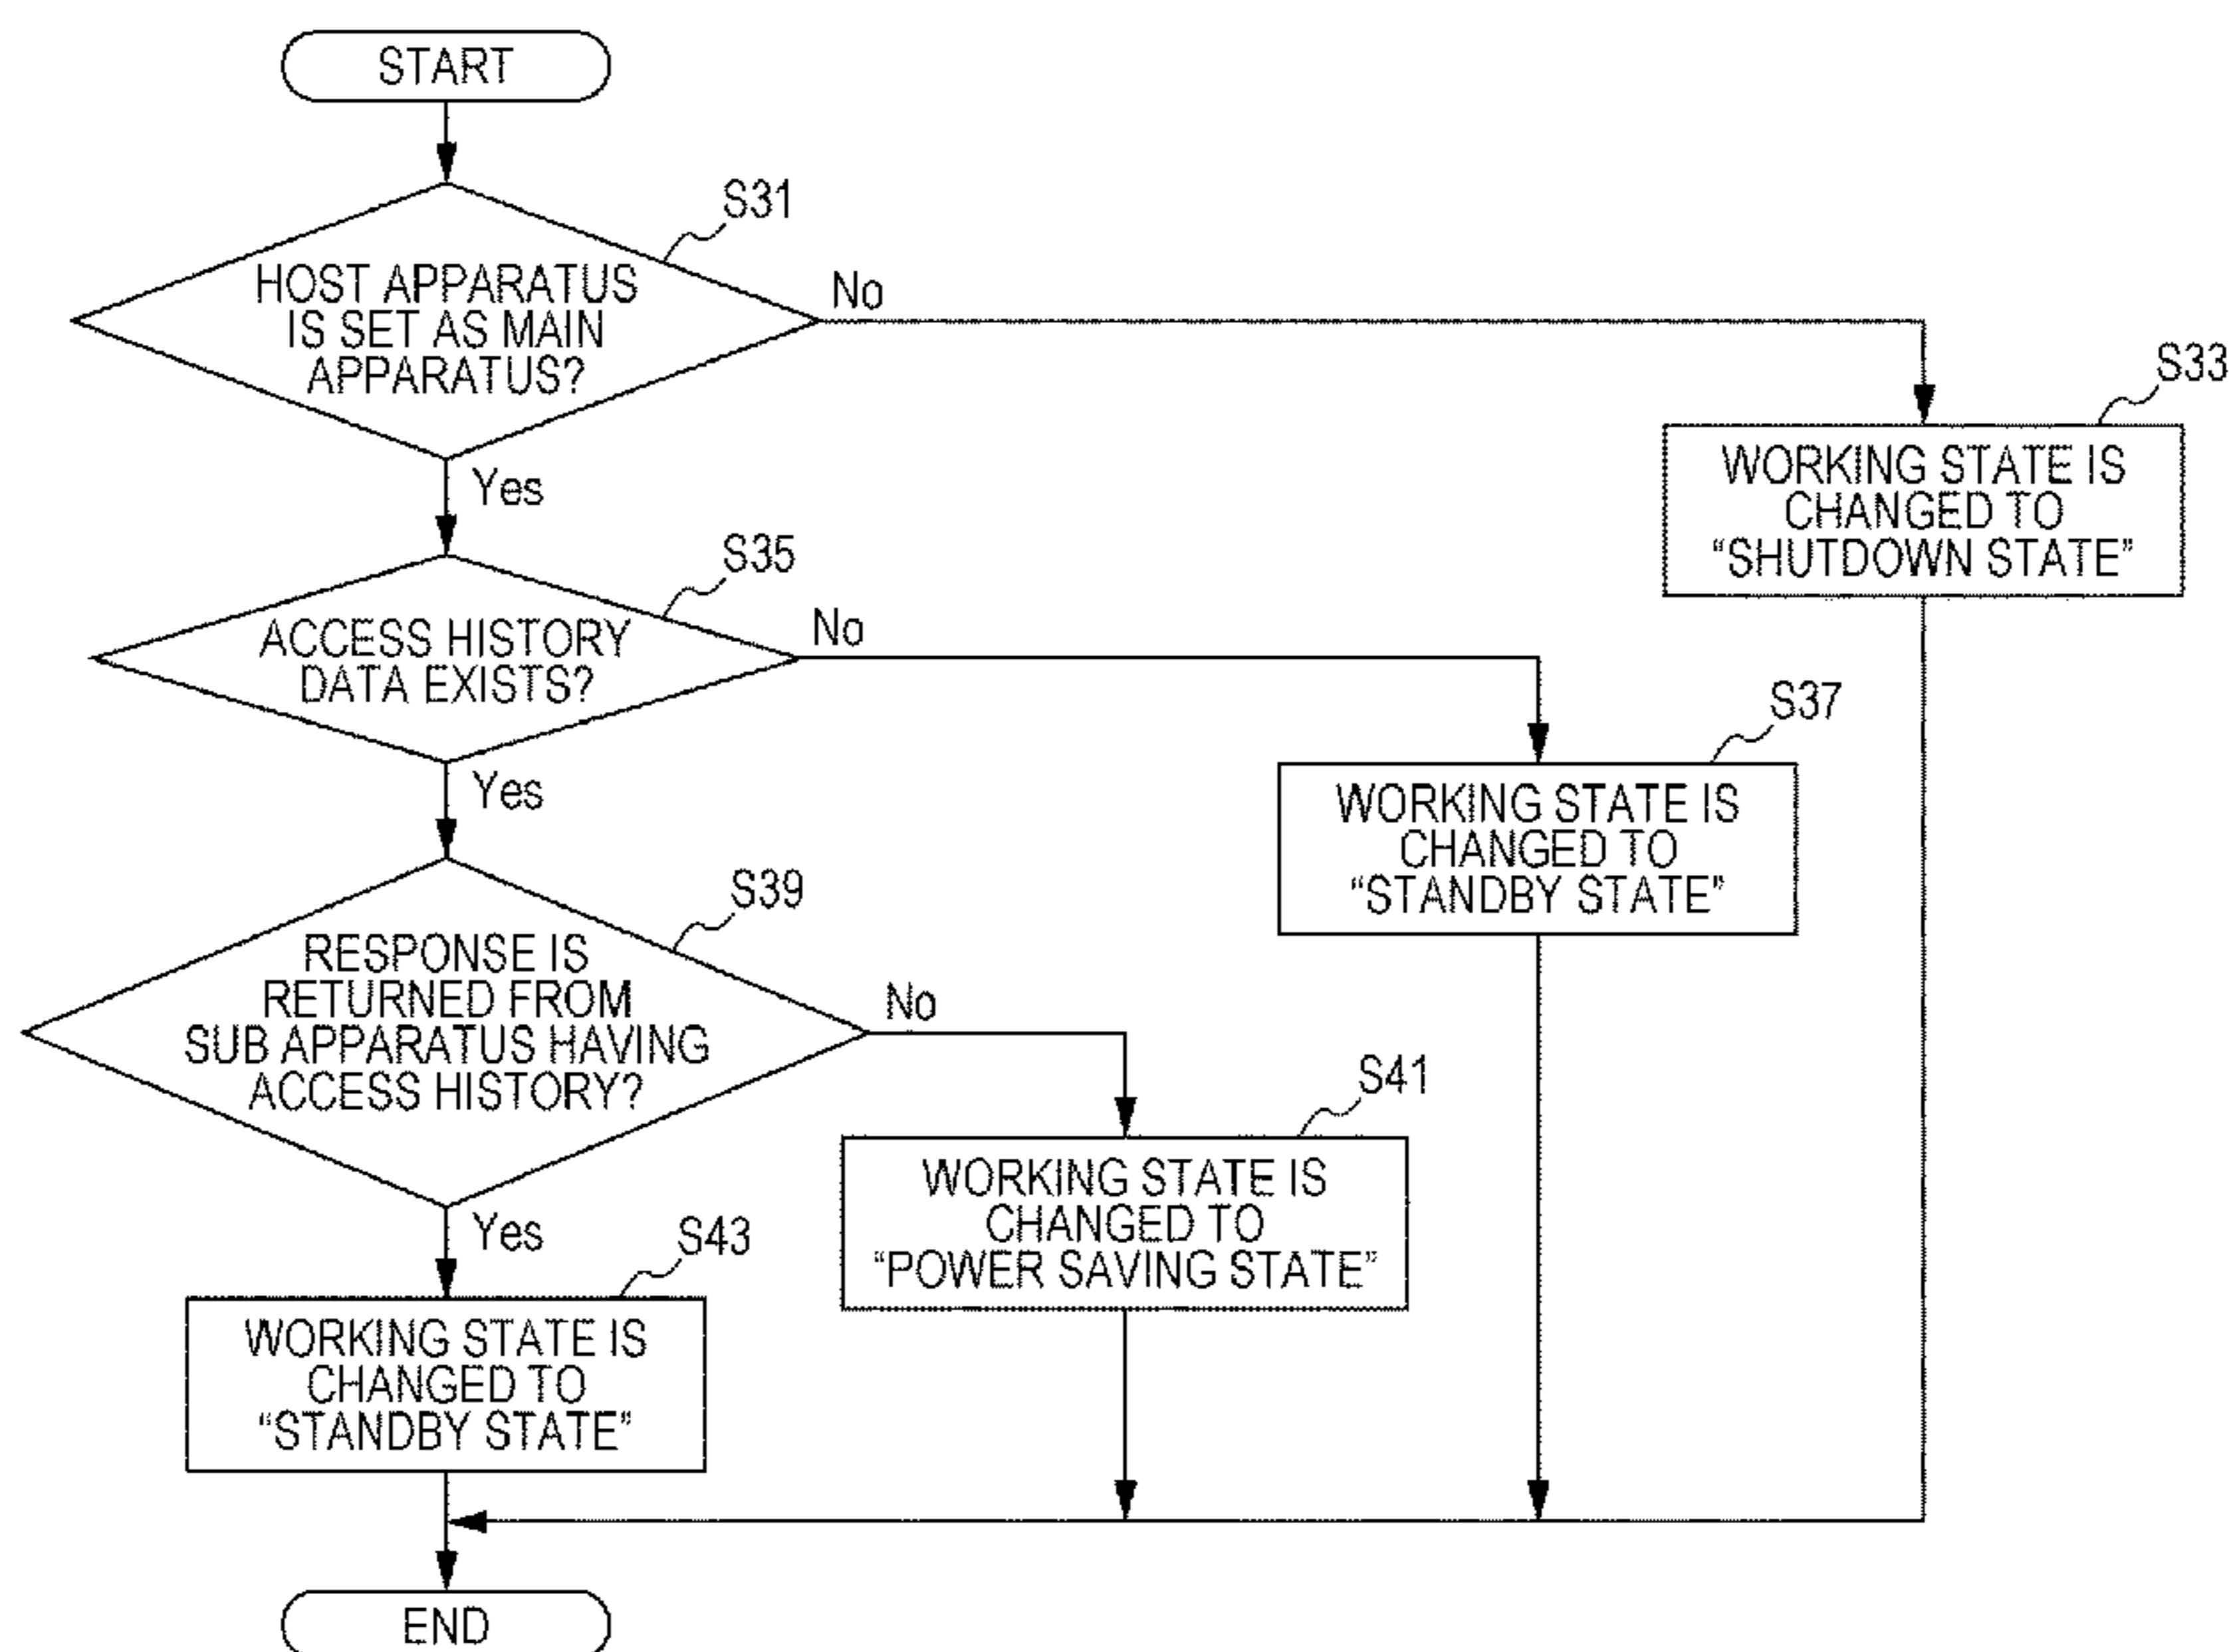 START
S31
HOST APPARATUS
IS SET AS MAIN
APPARATUS?
No
Yes
S33
WORKING STATE IS
CHANGED TO
“SHUTDOWN STATE”
S35
ACCESS HISTORY
DATA EXISTS?
No
Yes
S37
WORKING STATE IS
CHANGED TO
“STANDBY STATE”
S39
RESPONSE IS
RETURNED FROM
SUB APPARATUS HAVING
ACCESS HISTORY?
No
Yes
S41
WORKING STATE IS
CHANGED TO
“POWER SAVING STATE”
S43
WORKING STATE IS
CHANGED TO
“STANDBY STATE”
END